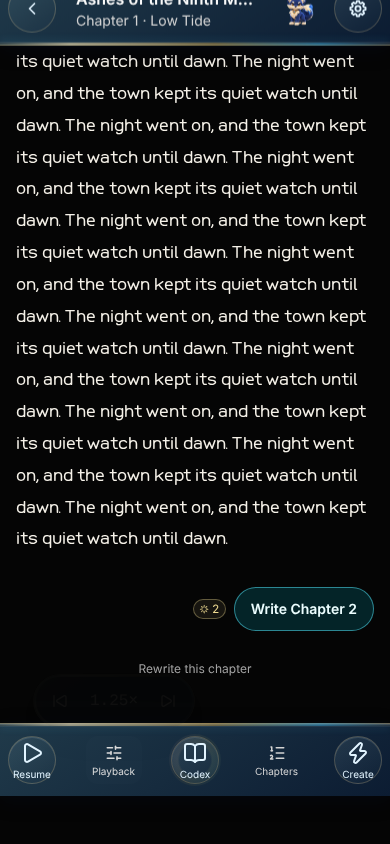 Ashes of the Ninth M...
Chapter 1 · Low Tide
its quiet watch until dawn. The night went
on, and the town kept its quiet watch until
dawn. The night went on, and the town kept
its quiet watch until dawn. The night went
on, and the town kept its quiet watch until
dawn. The night went on, and the town kept
its quiet watch until dawn. The night went
on, and the town kept its quiet watch until
dawn. The night went on, and the town kept
its quiet watch until dawn. The night went
on, and the town kept its quiet watch until
dawn. The night went on, and the town kept
its quiet watch until dawn. The night went
on, and the town kept its quiet watch until
dawn. The night went on, and the town kept
its quiet watch until dawn.
2
Write Chapter 2
Rewrite this chapter
1.25×
Resume
Playback
Codex
Chapters
Create